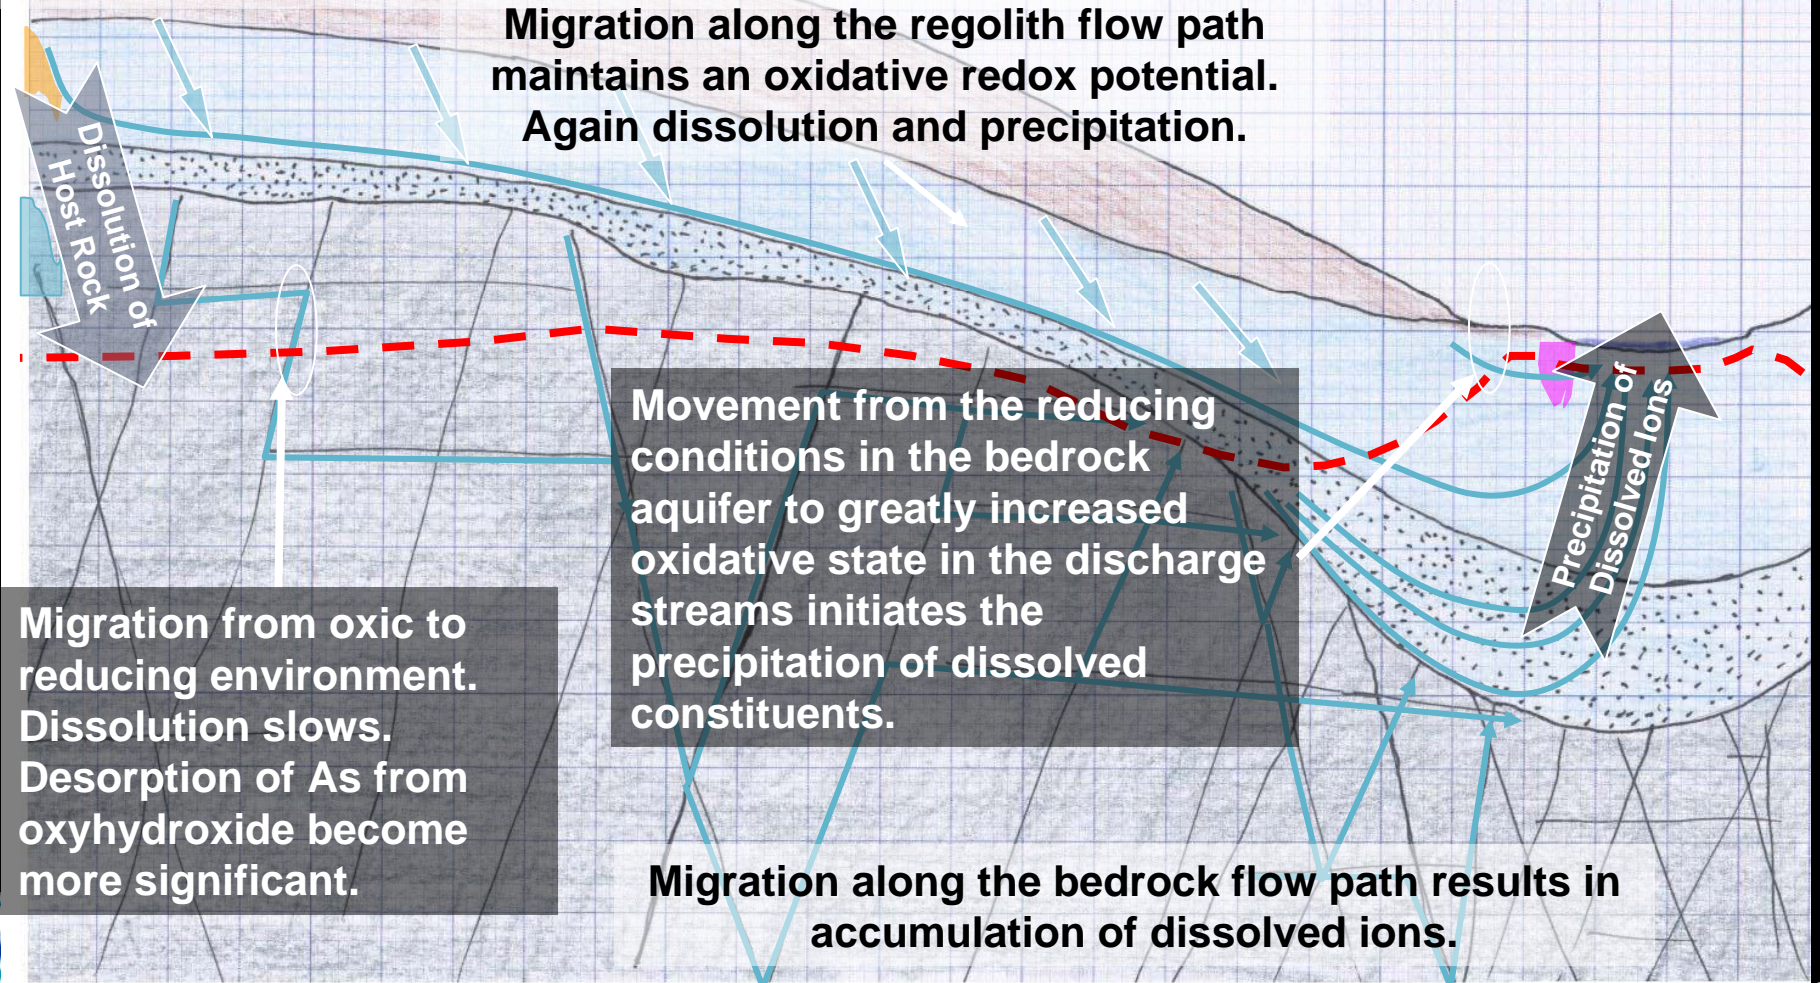 Migration along the regolith flow path
maintains an oxidative redox potential.
Again dissolution and precipitation.
Dissolution of
Host Rock
Movement from the reducing
conditions in the bedrock
aquifer to greatly increased
oxidative state in the discharge
streams initiates the
precipitation of dissolved
constituents.
Precipitation of
Dissolved Ions
Migration from oxic to
reducing environment.
Dissolution slows.
Desorption of As from
oxyhydroxide become
more significant.
Migration along the bedrock flow path results in
accumulation of dissolved ions.